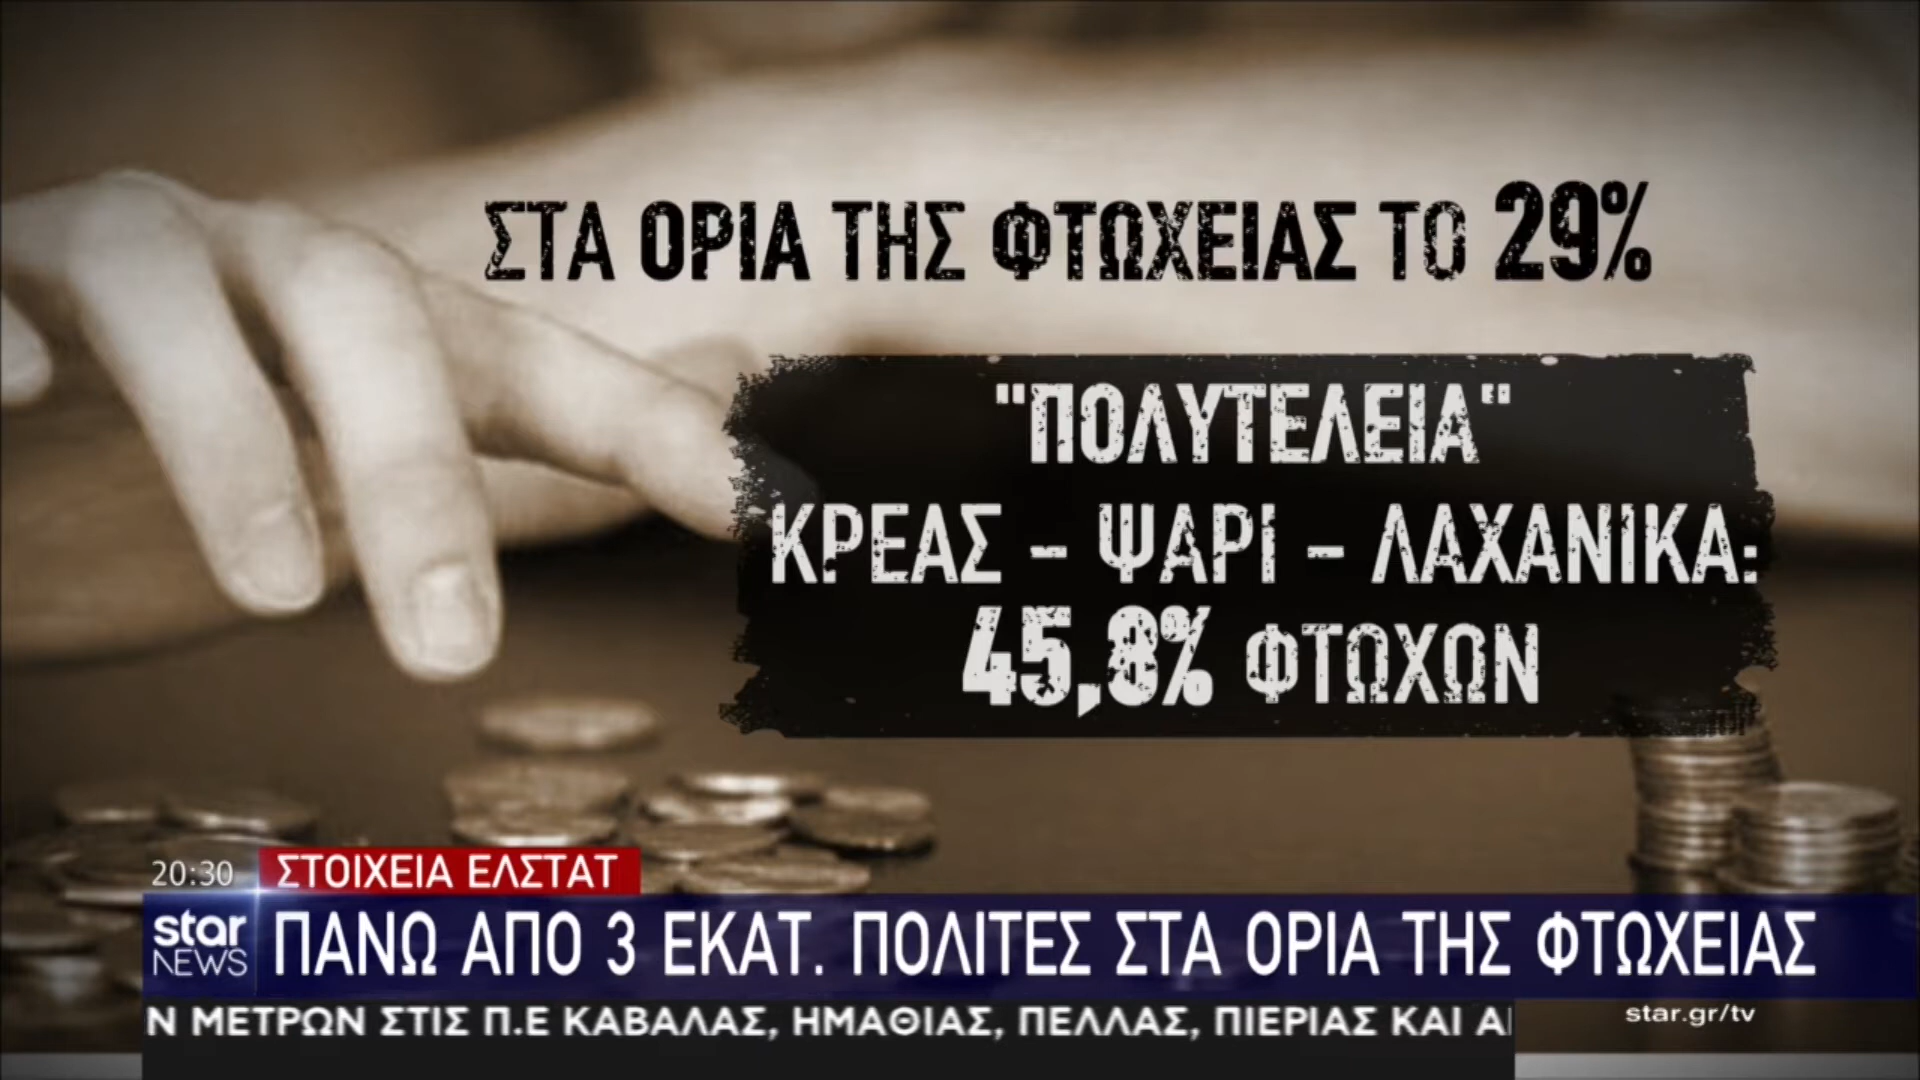 ΣΤΑ ΟΡΙΑ ΤΗΣ ΦΤΩΧΕΙΑΣ ΤΟ 29%
"ΠΟΛΥΤΕΛΕΙΑ"
ΚΡΕΑΣ - ΨΑΡΙ - ΛΑΧΑΝΙΚΑ:
45,8% ΦΤΩΧΩΝ
20:30 ΣΤΟΙΧΕΙΑ ΕΛΣΤΑΤ
star NEWS
ΠΑΝΩ ΑΠΟ 3 ΕΚΑΤ. ΠΟΛΙΤΕΣ ΣΤΑ ΟΡΙΑ ΤΗΣ ΦΤΩΧΕΙΑΣ
Ν ΜΕΤΡΩΝ ΣΤΙΣ Π.Ε ΚΑΒΑΛΑΣ, ΗΜΑΘΙΑΣ, ΠΕΛΛΑΣ, ΠΙΕΡΙΑΣ ΚΑΙ
star.gr/tv